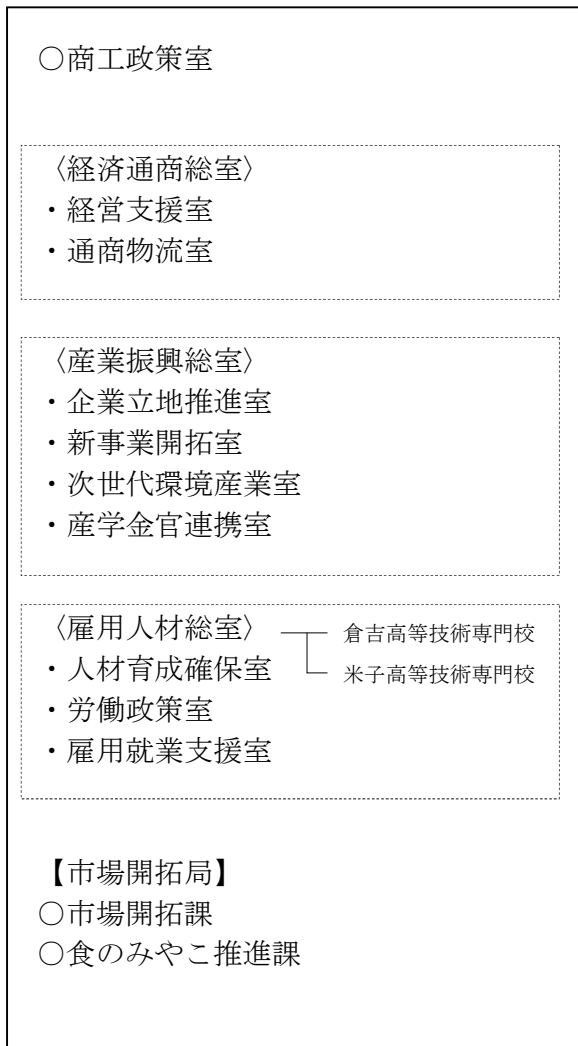 〇商工政策室
〈経済通商総室〉
・経営支援室
・通商物流室
〈産業振興総室〉
・企業立地推進室
・新事業開拓室
・次世代環境産業室
・産学金官連携室
〈雇用人材総室〉 倉吉高等技術専門校
・人材育成確保室 米子高等技術専門校
・労働政策室
・雇用就業支援室
【市場開拓局】
〇市場開拓課
〇食のみやこ推進課